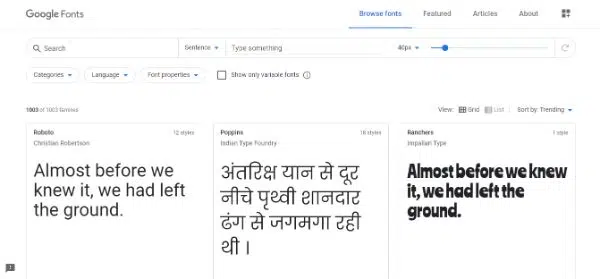 Google Fonts
Browse fonts Featured Articles About
Search Sentence Type something 40px
Categories Language Font properties Show only variable fonts
1003 of 1003 families View: Grid List Sort by: Trending
Roboto 12 styles
Christian Robertson
Almost before we
knew it, we had left
the ground.
Poppins 18 styles
Indian Type Foundry
अंतरिक्ष यान से दूर
नीचे पृथ्वी शानदार
ढंग से जगमगा रही
थी ।
Ranchers 1 style
Impallari Type
Almost before we knew
it, we had left the
ground.